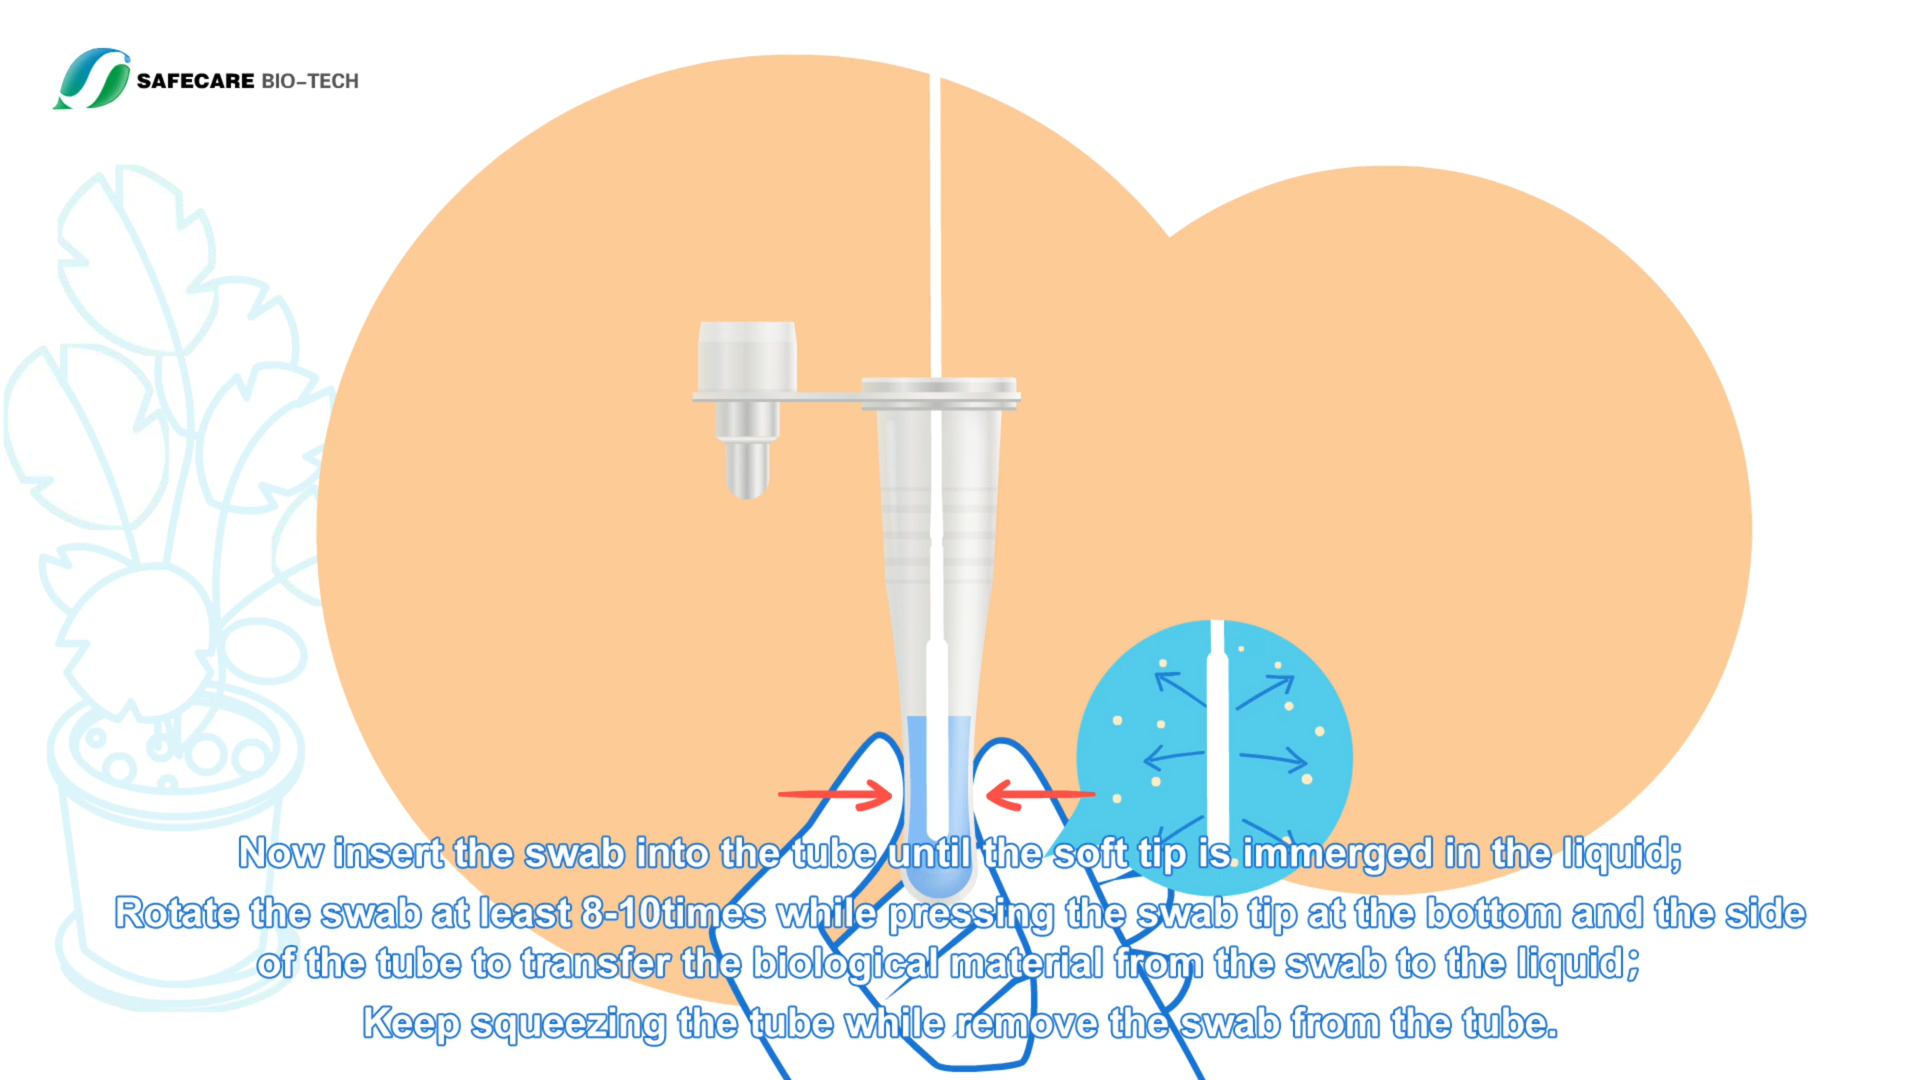 SAFECARE BIO-TECH
Now insert the swab into the tube until the soft tip is immerged in the liquid;
Rotate the swab at least 8-10times while pressing the swab tip at the bottom and the side
of the tube to transfer the biological material from the swab to the liquid;
Keep squeezing the tube while remove the swab from the tube.